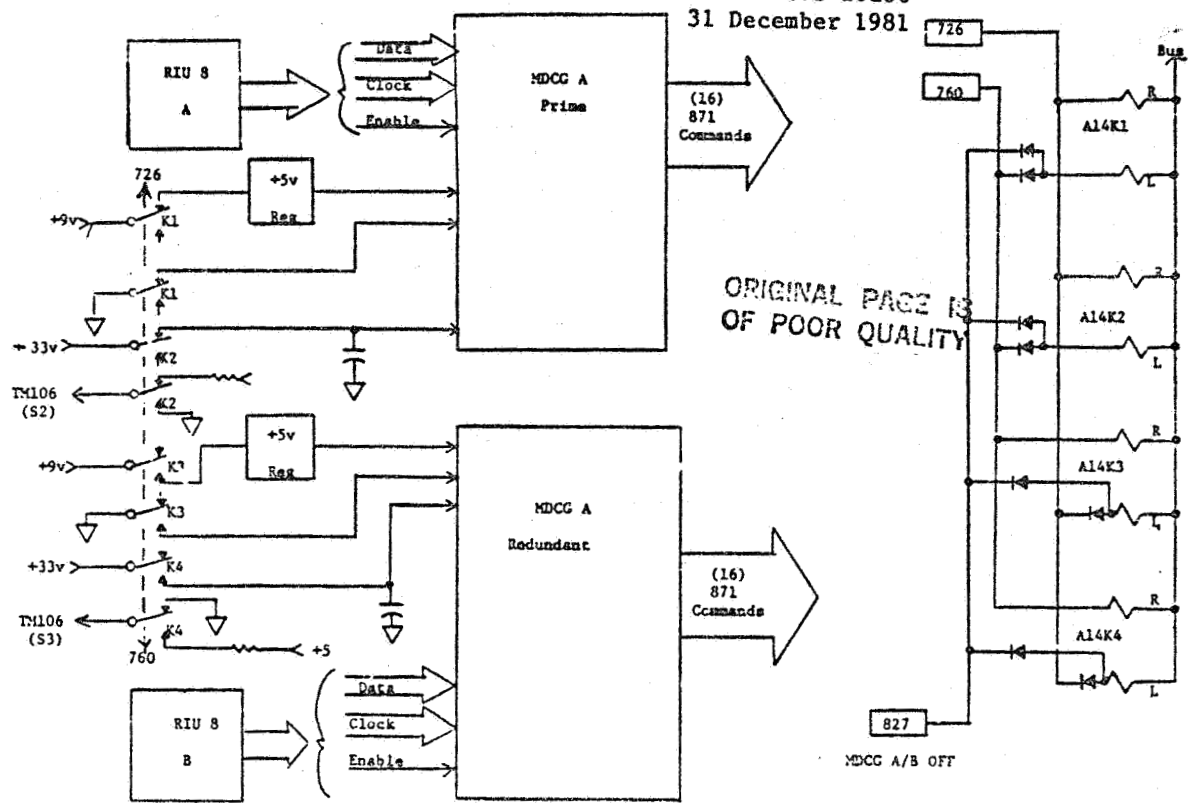 31 December 1981
RIU 8
A
Data
Clock
Enable
MDCG A
Prime
(16)
871
Commands
726
+9v
K1
+5v
Reg
K1
+33v
K2
TM106
(S2)
K2
+5v
Reg
+9v
K3
K3
+33v
K4
TM106
(S3)
K4
760
+5
MDCG A
Redundant
(16)
871
Commands
RIU 8
B
Data
Clock
Enable
ORIGINAL PAGE IS
OF POOR QUALITY
726
760
Bus
R
A14K1
L
R
A14K2
L
R
A14K3
L
R
A14K4
L
827
MDCG A/B OFF